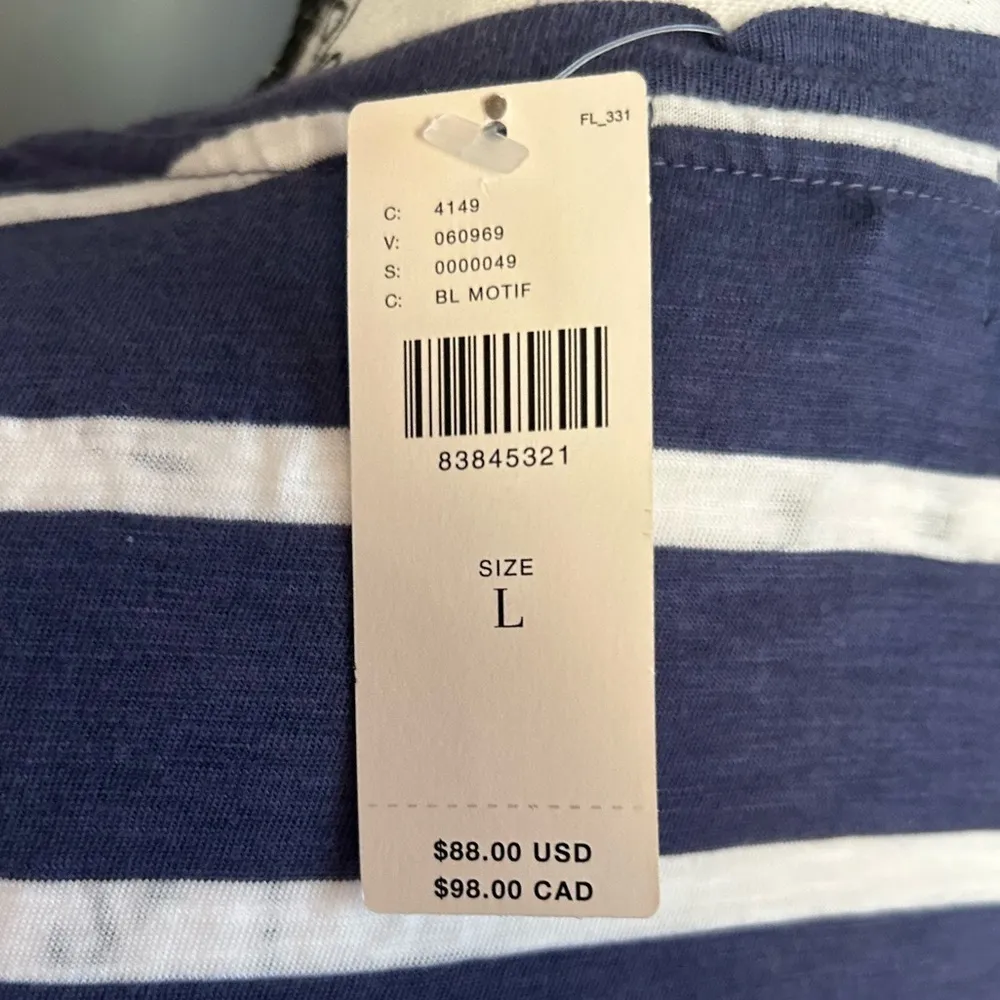 FL_331
C: 4149
V: 060969
S: 0000049
C: BL MOTIF
83845321
SIZE
L
$88.00 USD
$98.00 CAD